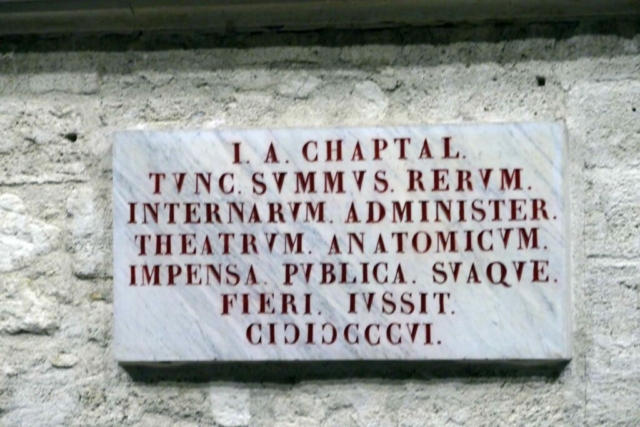 I. A. CHAPTAL.
TVNC. SVMMVS. RERVM.
INTERNARVM. ADMINISTER.
THEATRVM. ANATOMICVM.
IMPENSA. PVBLICA. SVAQVE.
FIERI. IVSSIT.
CIƆIƆCCCVI.